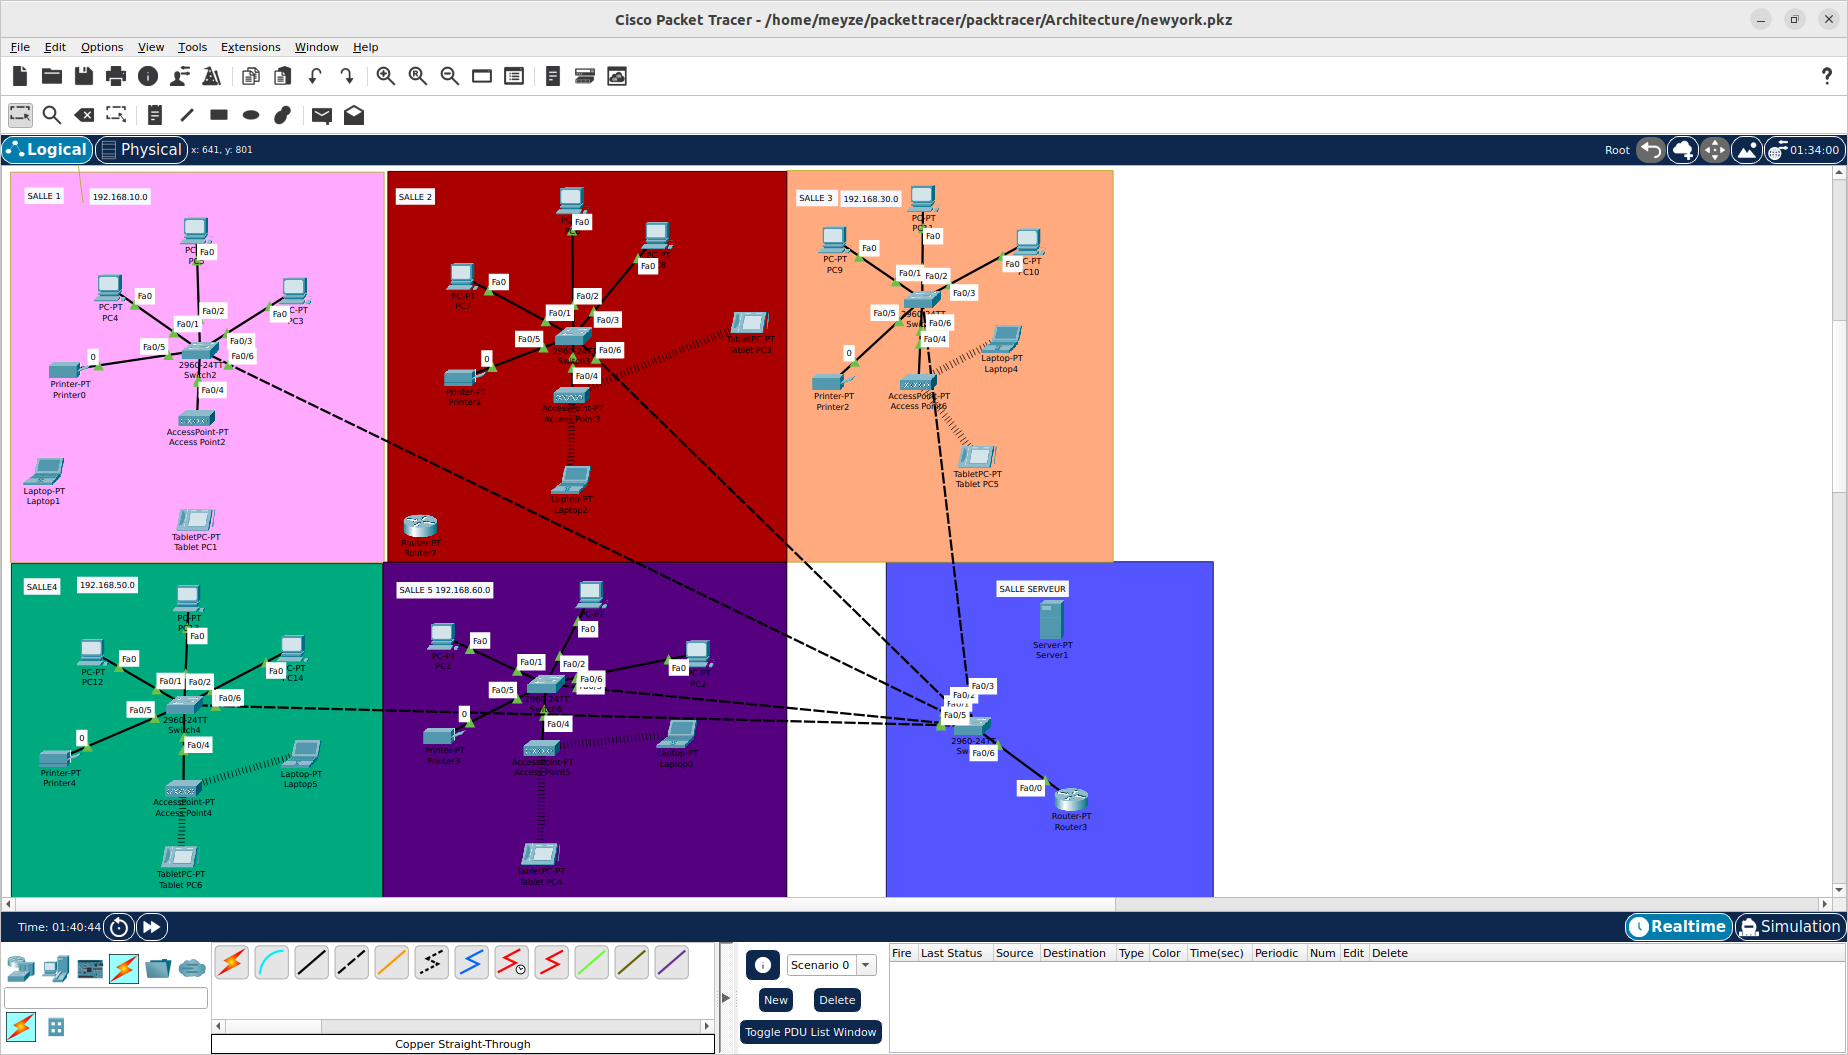 Cisco Packet Tracer - /home/meyze/packettracer/packtracer/Architecture/newyork.pkz
File Edit Options View Tools Extensions Window Help
Logical Physical x: 641, y: 801 Root 01:34:00
SALLE 1 192.168.10.0
PC5
Fa0
PC-PT
PC4
Fa0
C-PT
PC3
Fa0
Fa0/1
Fa0/2
Fa0/3
Fa0/5
Fa0/6
Fa0/4
2960-24TT
Switch2
0
Printer-PT
Printer0
AccessPoint-PT
Access Point2
Laptop-PT
Laptop1
TabletPC-PT
Tablet PC1
SALLE 2
Fa0
Fa0
PC-PT
PC7
Fa0
Fa0/1
Fa0/2
Fa0/3
Fa0/5
Fa0/6
Fa0/4
0
Printer-PT
Printer1
AccessPoint-PT
Access Point3
TabletPC-PT
Tablet PC3
Laptop-PT
Laptop2
Router-PT
Router2
SALLE 3 192.168.30.0
PC-PT
Fa0
PC-PT
PC9
Fa0
C-PT
PC10
Fa0
Fa0/1
Fa0/2
Fa0/3
Fa0/5
Fa0/6
Fa0/4
0
Printer-PT
Printer2
AccessPoint-PT
Access Point6
Laptop-PT
Laptop4
TabletPC-PT
Tablet PC5
SALLE4 192.168.50.0
PC-PT
Fa0
PC-PT
PC12
Fa0
C-PT
PC14
Fa0
Fa0/1
Fa0/2
Fa0/6
Fa0/5
Fa0/4
2960-24TT
Switch4
0
Printer-PT
Printer4
AccessPoint-PT
Access Point4
Laptop-PT
Laptop5
TabletPC-PT
Tablet PC6
SALLE 5 192.168.60.0
Fa0
PC-PT
PC1
Fa0
PC-PT
PC2
Fa0
Fa0/1
Fa0/2
Fa0/6
Fa0/5
Fa0/4
2960-24TT
Switch6
0
Printer-PT
Printer3
AccessPoint-PT
Access Point5
Laptop-PT
Laptop0
TabletPC-PT
Tablet PC4
SALLE SERVEUR
Server-PT
Server1
Fa0/3
Fa0/2
Fa0/1
Fa0/5
2960-24TT
Fa0/6
Fa0/0
Router-PT
Router3
Time: 01:40:44 Realtime Simulation
Scenario 0
New Delete
Toggle PDU List Window
Fire Last Status Source Destination Type Color Time(sec) Periodic Num Edit Delete
Copper Straight-Through